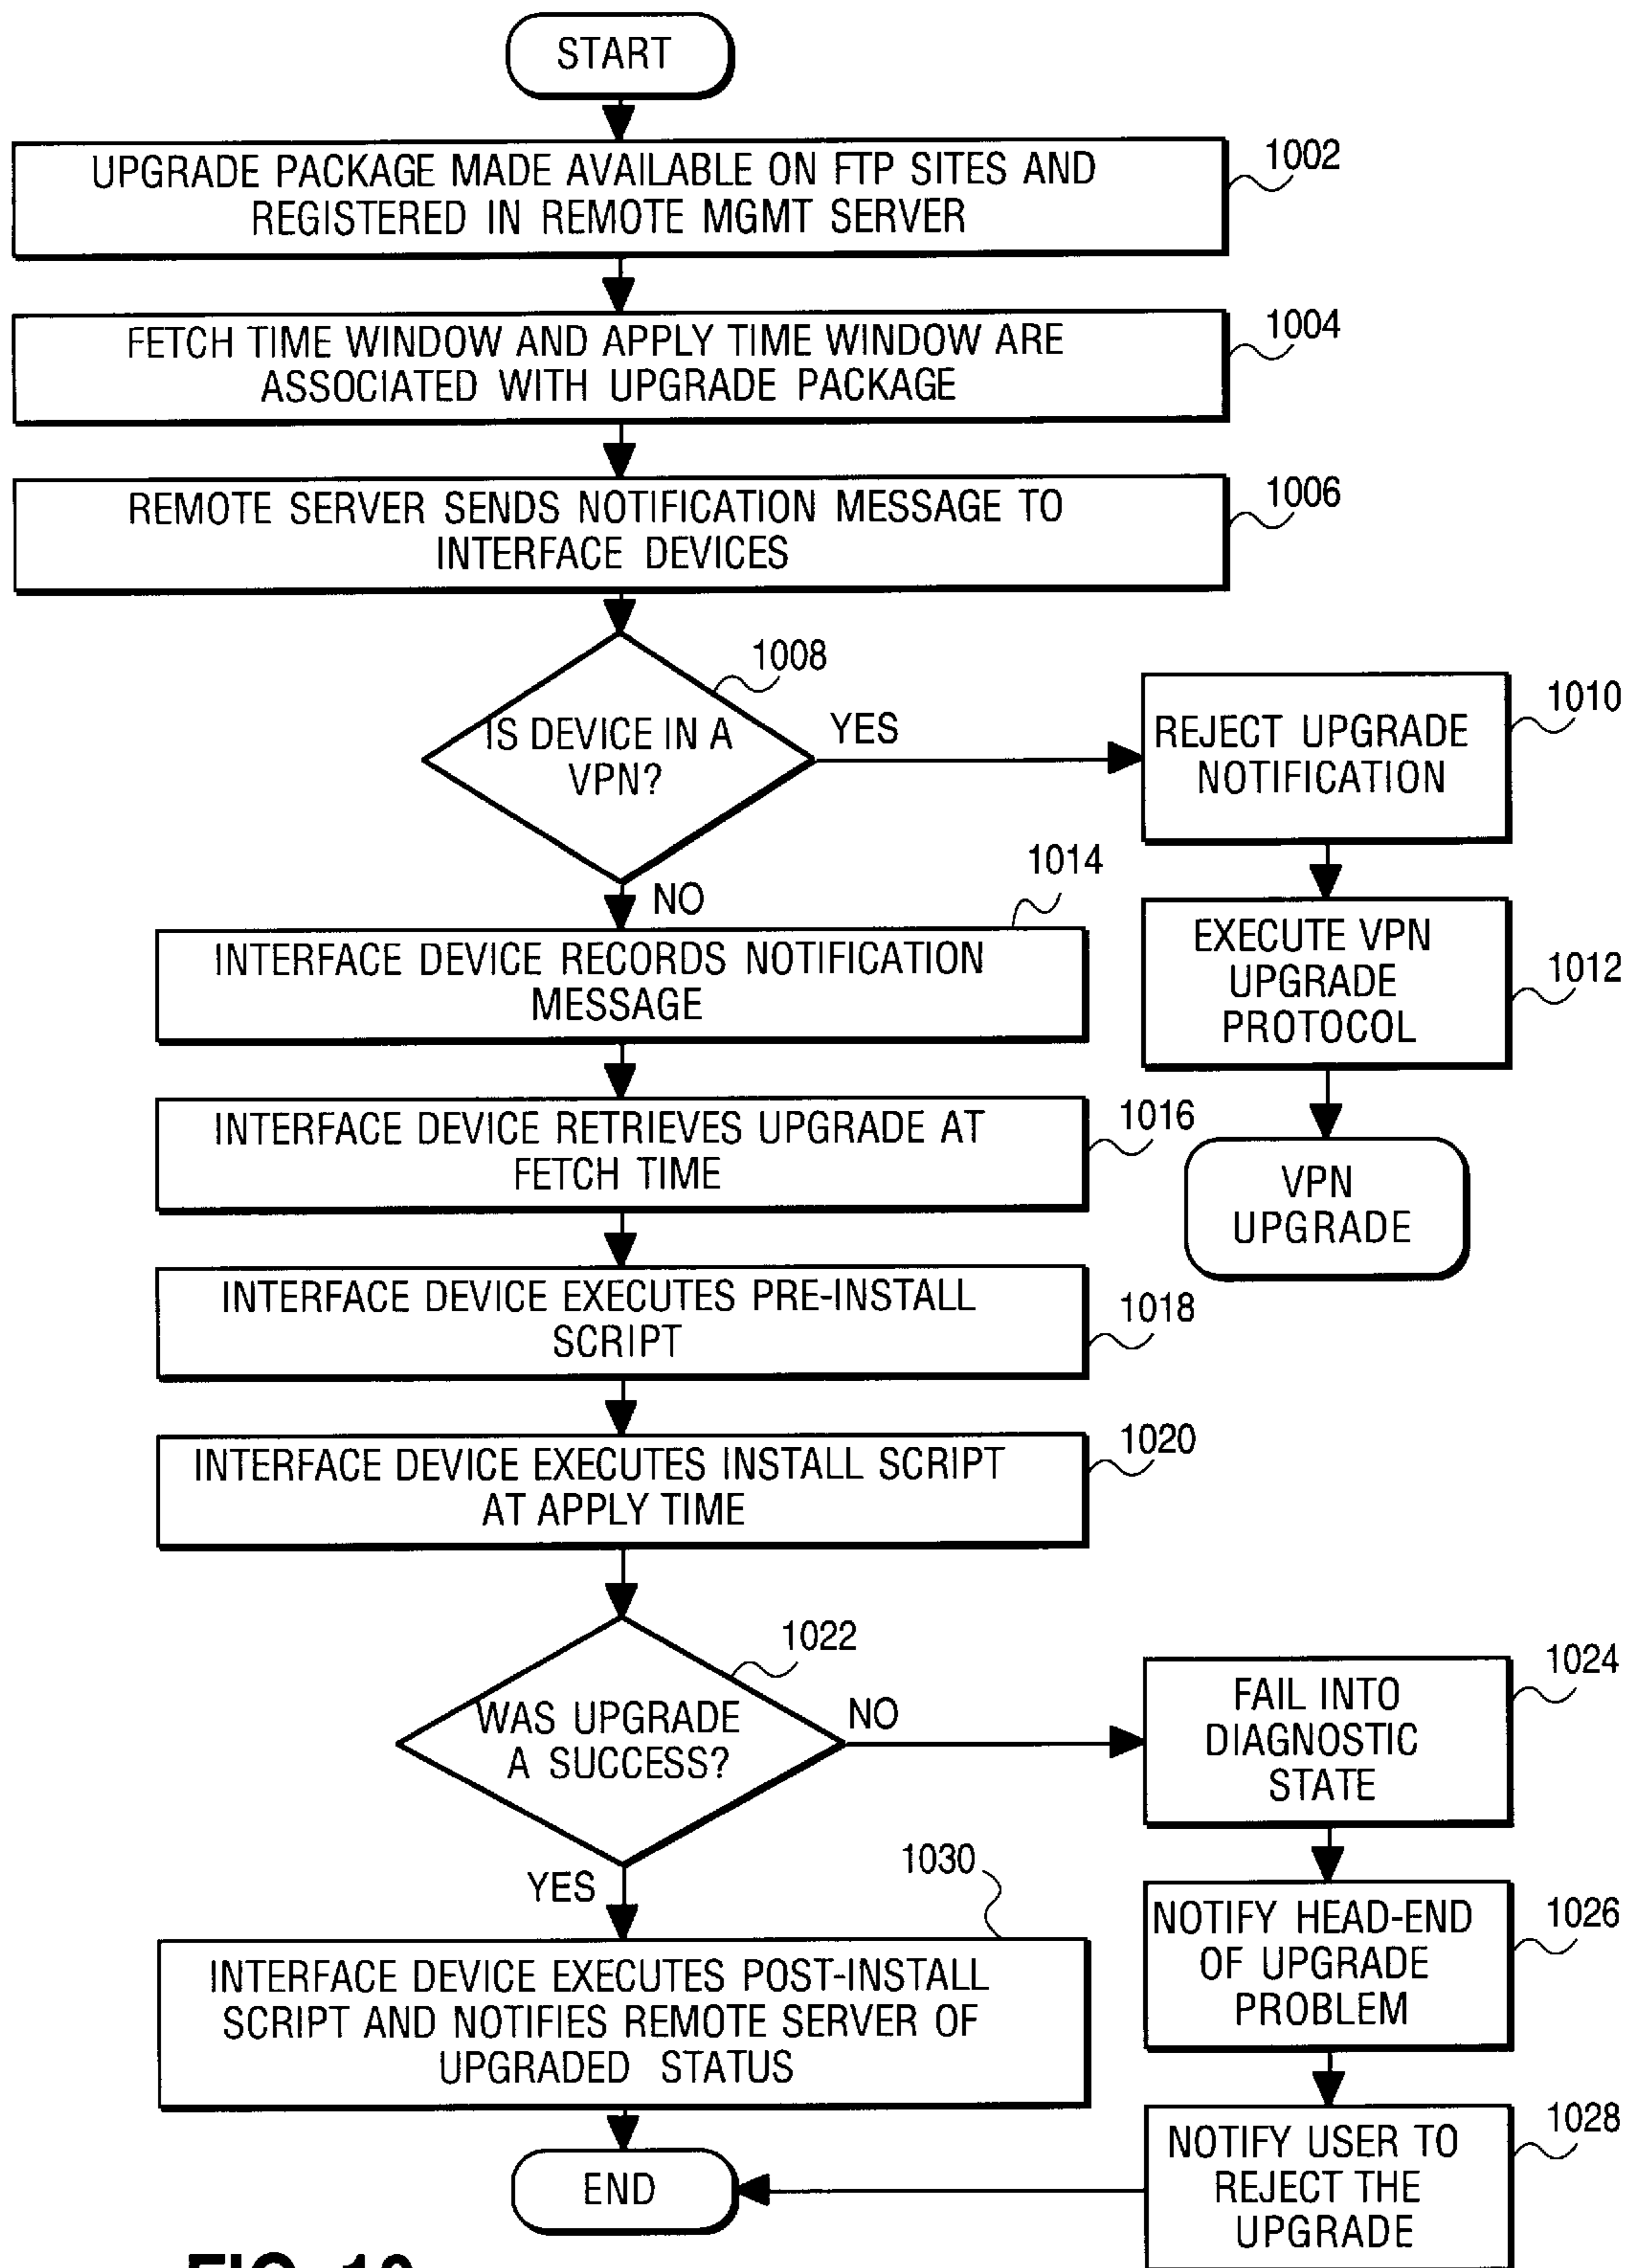 START
UPGRADE PACKAGE MADE AVAILABLE ON FTP SITES AND
REGISTERED IN REMOTE MGMT SERVER
1002
FETCH TIME WINDOW AND APPLY TIME WINDOW ARE
ASSOCIATED WITH UPGRADE PACKAGE
1004
REMOTE SERVER SENDS NOTIFICATION MESSAGE TO
INTERFACE DEVICES
1006
IS DEVICE IN A
VPN?
1008
YES
REJECT UPGRADE
NOTIFICATION
1010
EXECUTE VPN
UPGRADE
PROTOCOL
1012
VPN
UPGRADE
NO
INTERFACE DEVICE RECORDS NOTIFICATION
MESSAGE
1014
INTERFACE DEVICE RETRIEVES UPGRADE AT
FETCH TIME
1016
INTERFACE DEVICE EXECUTES PRE-INSTALL
SCRIPT
1018
INTERFACE DEVICE EXECUTES INSTALL SCRIPT
AT APPLY TIME
1020
WAS UPGRADE
A SUCCESS?
1022
NO
FAIL INTO
DIAGNOSTIC
STATE
1024
NOTIFY HEAD-END
OF UPGRADE
PROBLEM
1026
NOTIFY USER TO
REJECT THE
UPGRADE
1028
YES
INTERFACE DEVICE EXECUTES POST-INSTALL
SCRIPT AND NOTIFIES REMOTE SERVER OF
UPGRADED STATUS
1030
END